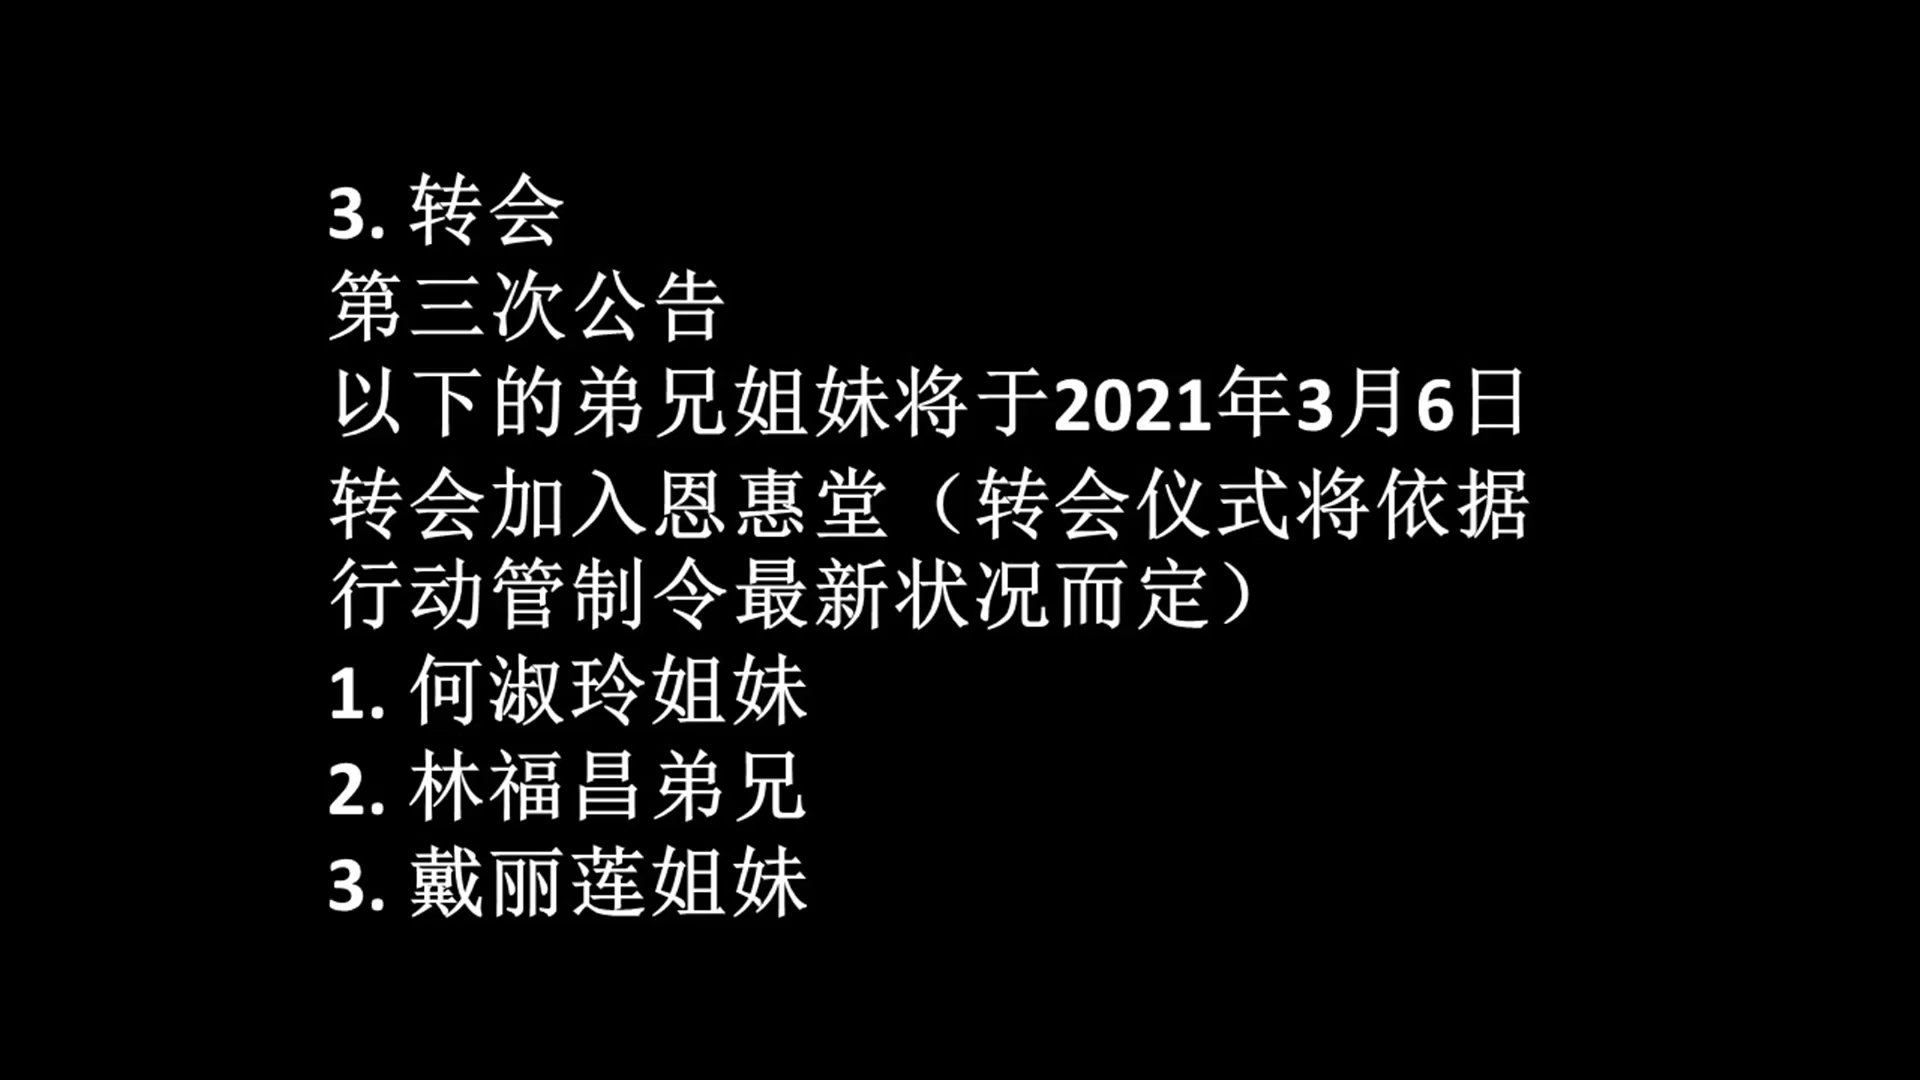 3. 转会
第三次公告
以下的弟兄姐妹将于2021年3月6日
转会加入恩惠堂（转会仪式将依据
行动管制令最新状况而定）
1. 何淑玲姐妹
2. 林福昌弟兄
3. 戴丽莲姐妹